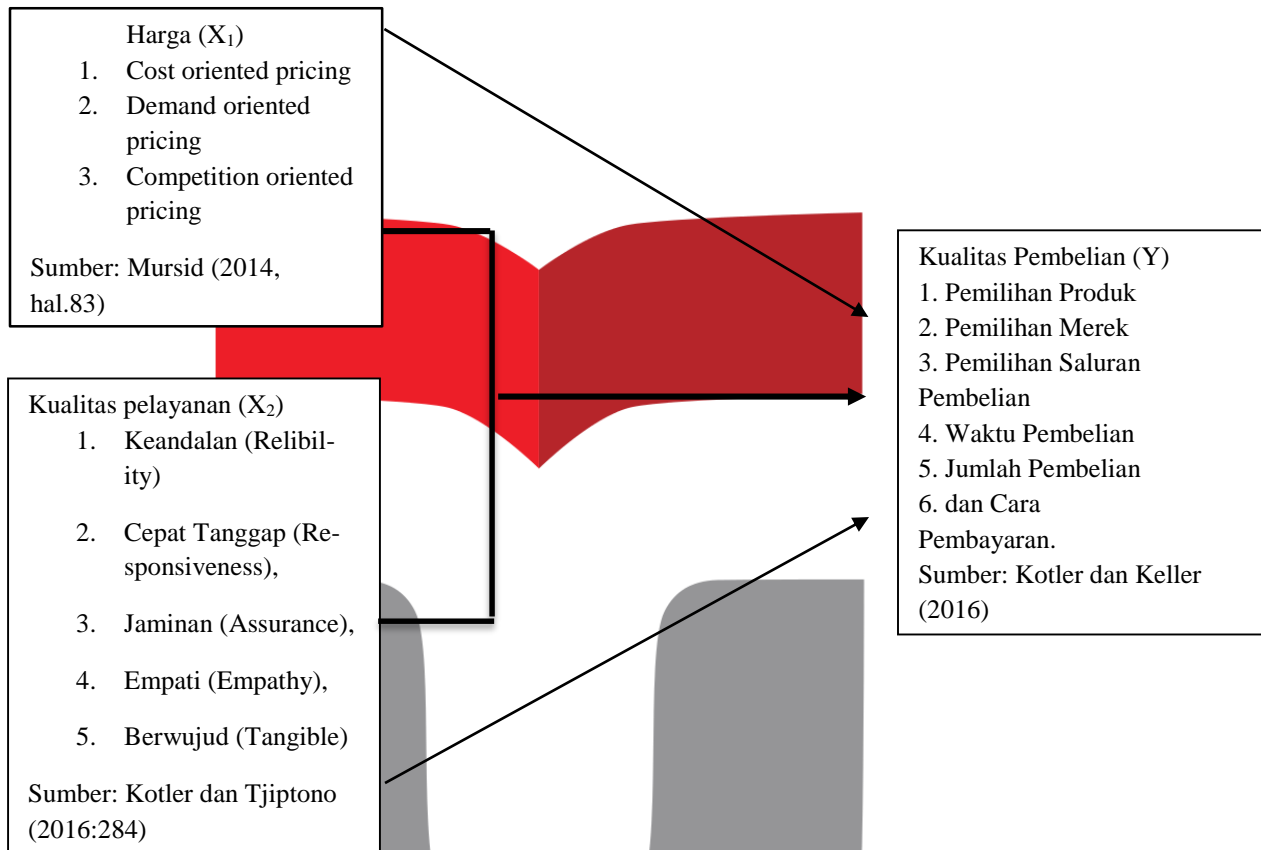 Harga (X₁)
1. Cost oriented pricing
2. Demand oriented
pricing
3. Competition oriented
pricing
Sumber: Mursid (2014,
hal.83)
Kualitas pelayanan (X₂)
1. Keandalan (Relibil-
ity)
2. Cepat Tanggap (Re-
sponsiveness),
3. Jaminan (Assurance),
4. Empati (Empathy),
5. Berwujud (Tangible)
Sumber: Kotler dan Tjiptono
(2016:284)
Kualitas Pembelian (Y)
1. Pemilihan Produk
2. Pemilihan Merek
3. Pemilihan Saluran
Pembelian
4. Waktu Pembelian
5. Jumlah Pembelian
6. dan Cara
Pembayaran.
Sumber: Kotler dan Keller
(2016)